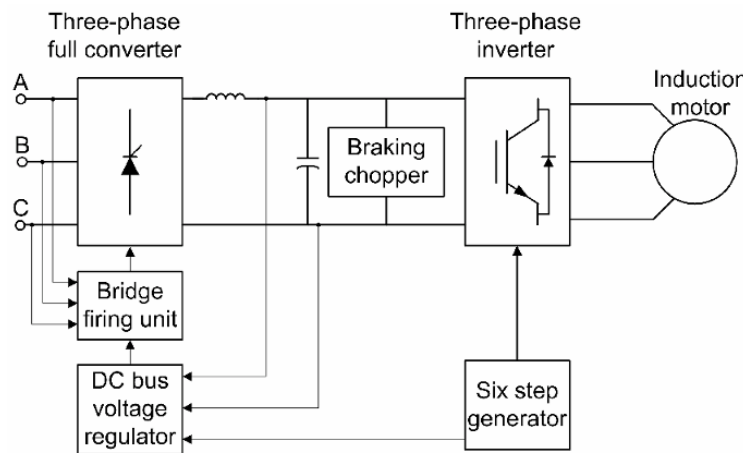 Three-phase
full converter
Three-phase
inverter
Induction
motor
A
B
C
Braking
chopper
Bridge
firing unit
DC bus
voltage
regulator
Six step
generator